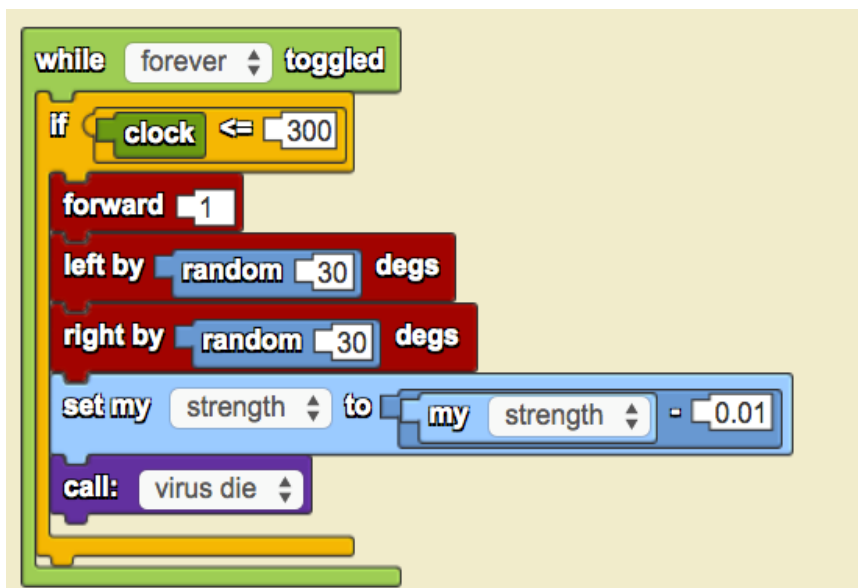 while forever toggled
if clock <= 300
forward 1
left by random 30 degs
right by random 30 degs
set my strength to my strength - 0.01
call: virus die